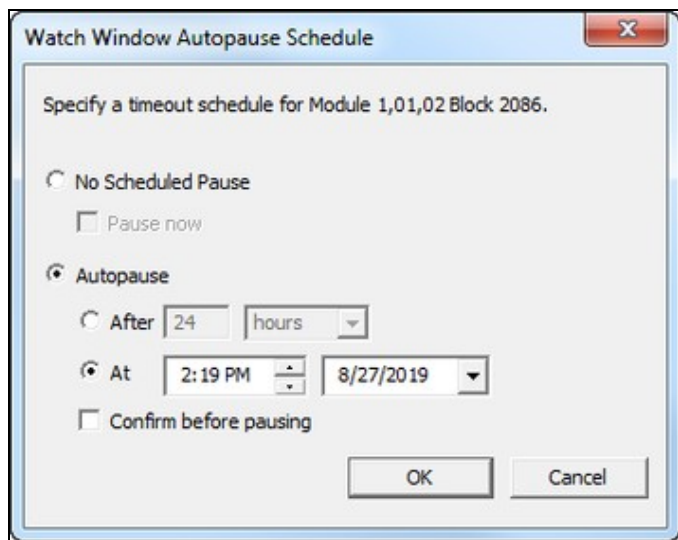 Watch Window Autopause Schedule
Specify a timeout schedule for Module 1,01,02 Block 2086.
No Scheduled Pause
Pause now
Autopause
After 24 hours
At 2:19 PM 8/27/2019
Confirm before pausing
OK Cancel